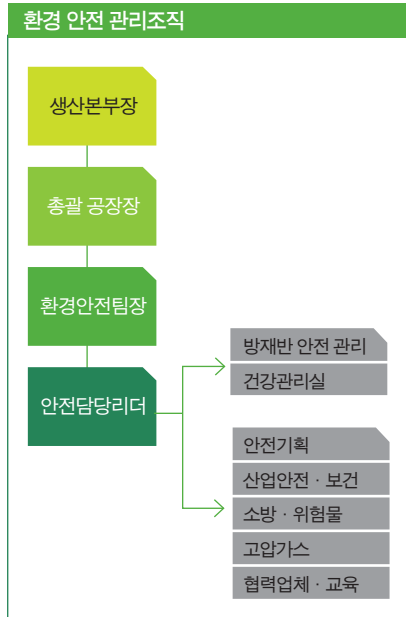 환경 안전 관리조직
생산본부장
총괄 공장장
환경안전팀장
안전담당리더
방재반 안전 관리
건강관리실
안전기획
산업안전 · 보건
소방 · 위험물
고압가스
협력업체 · 교육